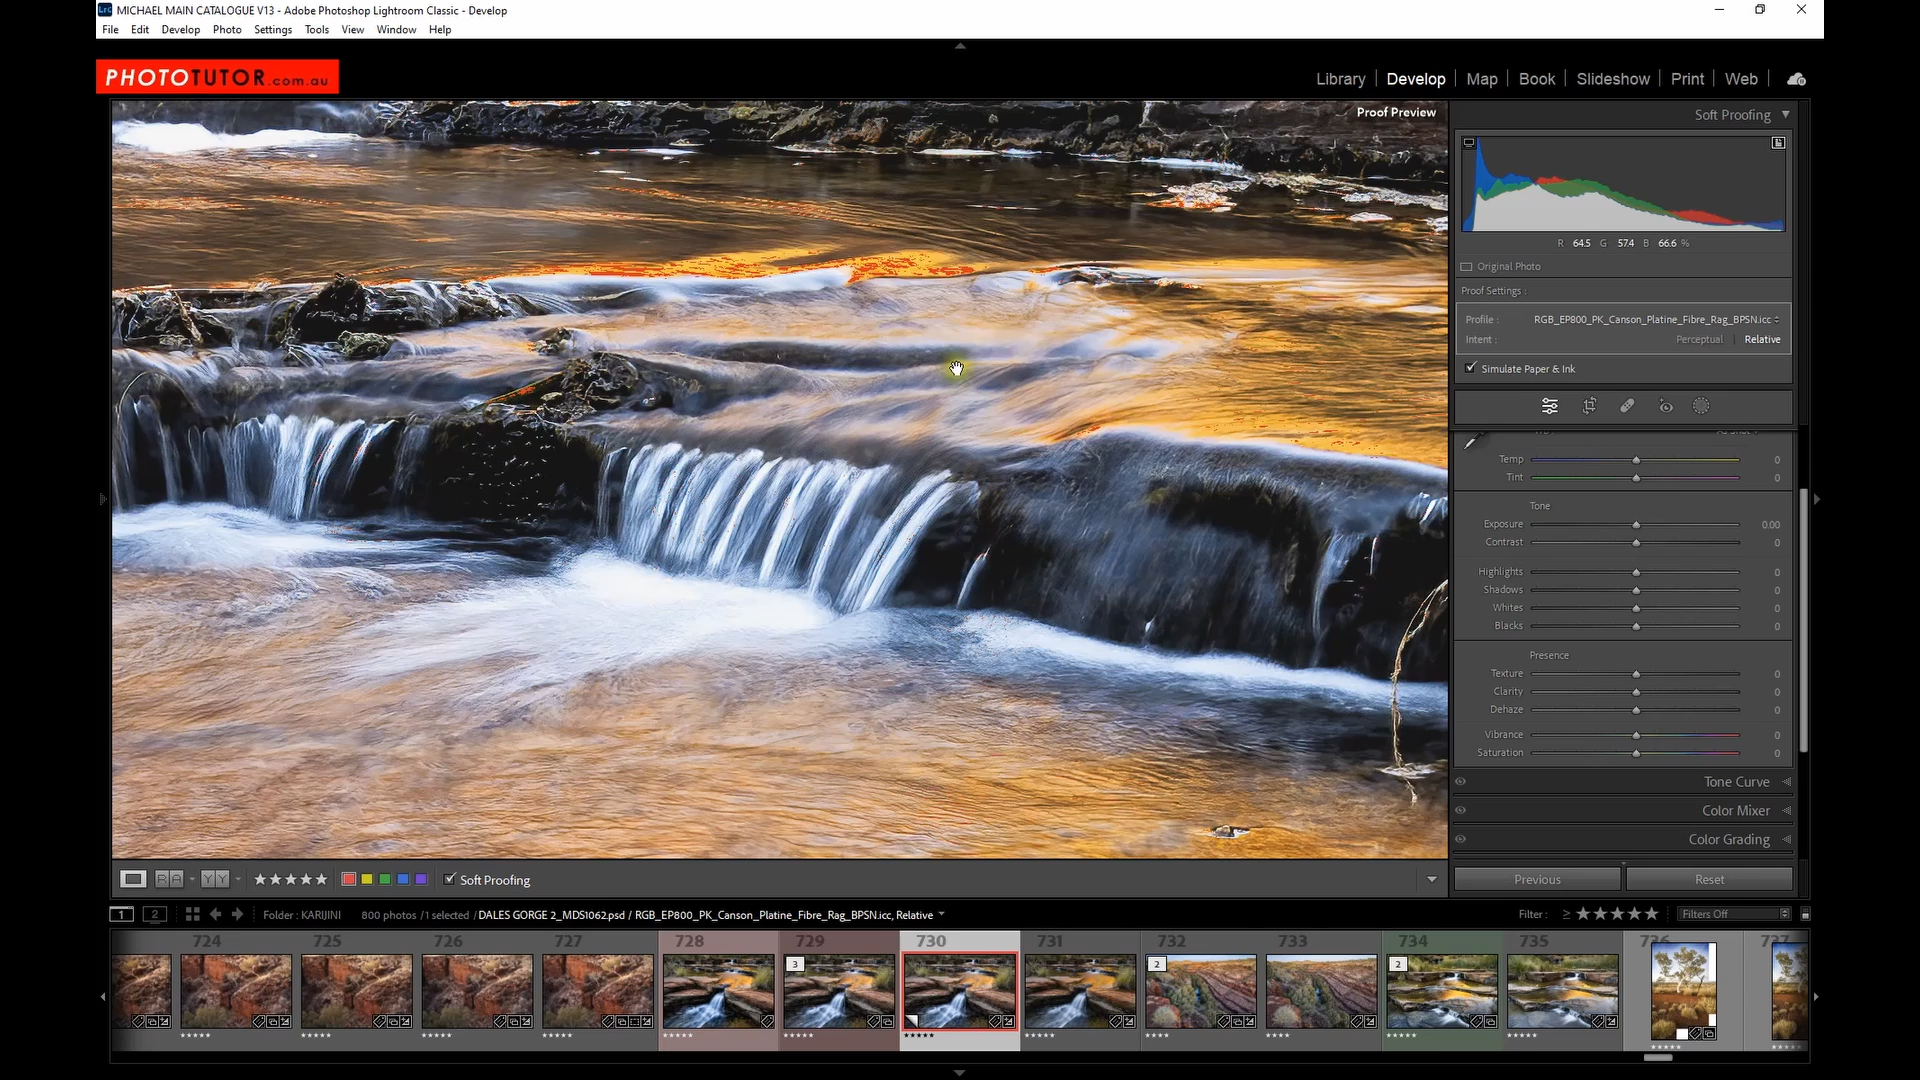 MICHAEL MAIN CATALOGUE V13 - Adobe Photoshop Lightroom Classic - Develop
File Edit Develop Photo Settings Tools View Window Help
PHOTOTUTOR.com.au
Library | Develop | Map | Book | Slideshow | Print | Web |
Proof Preview
Soft Proofing
R 64.5 G 57.4 B 66.6 %
Original Photo
Proof Settings :
Profile : RGB_EP800_PK_Canson_Platine_Fibre_Rag_BPSN.icc
Intent : Perceptual | Relative
Simulate Paper & Ink
Temp 0
Tint 0
Tone
Exposure 0.00
Contrast 0
Highlights 0
Shadows 0
Whites 0
Blacks 0
Presence
Texture 0
Clarity 0
Dehaze 0
Vibrance 0
Saturation 0
Tone Curve
Color Mixer
Color Grading
Previous Reset
R A Y Y Soft Proofing
1 2 Folder : KARIJINI 800 photos / 1 selected / DALES GORGE 2_MDS1062.psd / RGB_EP800_PK_Canson_Platine_Fibre_Rag_BPSN.icc, Relative
Filter : ≥ Filters Off
724 725 726 727 728 729 730 731 732 733 734 735
3 2 2